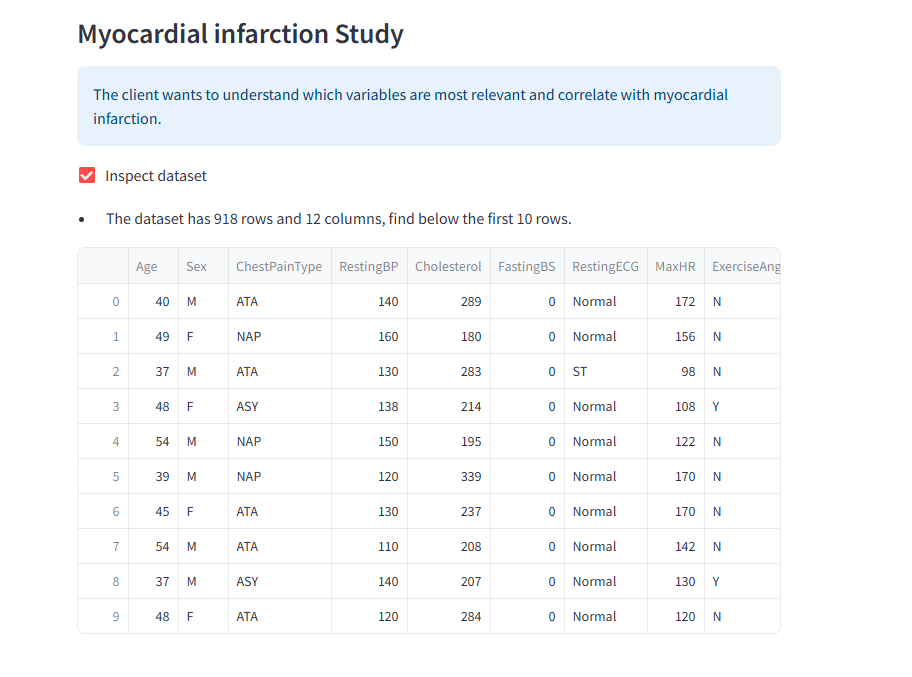 Myocardial infarction Study
The client wants to understand which variables are most relevant and correlate with myocardial
infarction.
Inspect dataset
The dataset has 918 rows and 12 columns, find below the first 10 rows.
Age Sex ChestPainType RestingBP Cholesterol FastingBS RestingECG MaxHR ExerciseAng
0 40 M ATA 140 289 0 Normal 172 N
1 49 F NAP 160 180 0 Normal 156 N
2 37 M ATA 130 283 0 ST 98 N
3 48 F ASY 138 214 0 Normal 108 Y
4 54 M NAP 150 195 0 Normal 122 N
5 39 M NAP 120 339 0 Normal 170 N
6 45 F ATA 130 237 0 Normal 170 N
7 54 M ATA 110 208 0 Normal 142 N
8 37 M ASY 140 207 0 Normal 130 Y
9 48 F ATA 120 284 0 Normal 120 N